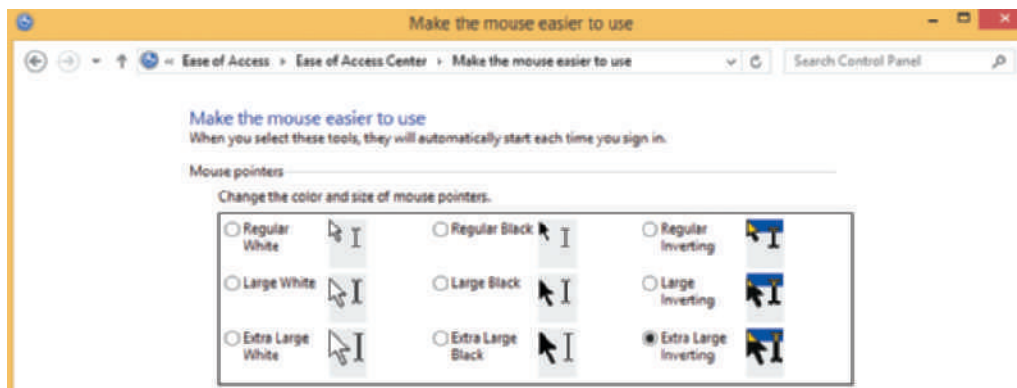 Make the mouse easier to use
« Ease of Access ▸ Ease of Access Center ▸ Make the mouse easier to use
Search Control Panel
Make the mouse easier to use
When you select these tools, they will automatically start each time you sign in.
Mouse pointers
Change the color and size of mouse pointers.
Regular
White
Regular Black
Regular
Inverting
Large White
Large Black
Large
Inverting
Extra Large
White
Extra Large
Black
Extra Large
Inverting